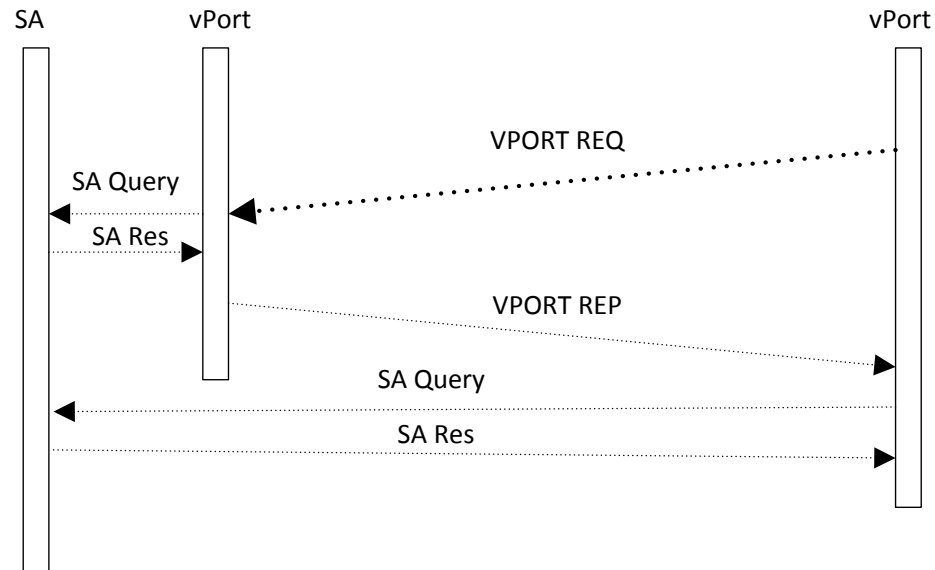 SA
vPort
vPort
VPORT REQ
SA Query
SA Res
VPORT REP
SA Query
SA Res